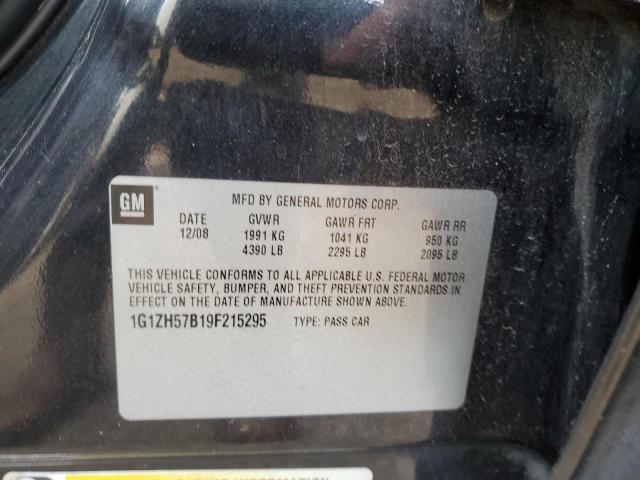 GM
MFD BY GENERAL MOTORS CORP.
DATE GVWR GAWR FRT GAWR RR
12/08 1991 KG 1041 KG 950 KG
4390 LB 2295 LB 2095 LB
THIS VEHICLE CONFORMS TO ALL APPLICABLE U.S. FEDERAL MOTOR
VEHICLE SAFETY, BUMPER, AND THEFT PREVENTION STANDARDS IN
EFFECT ON THE DATE OF MANUFACTURE SHOWN ABOVE.
1G1ZH57B19F215295 TYPE: PASS CAR
LOADING INFORMATION